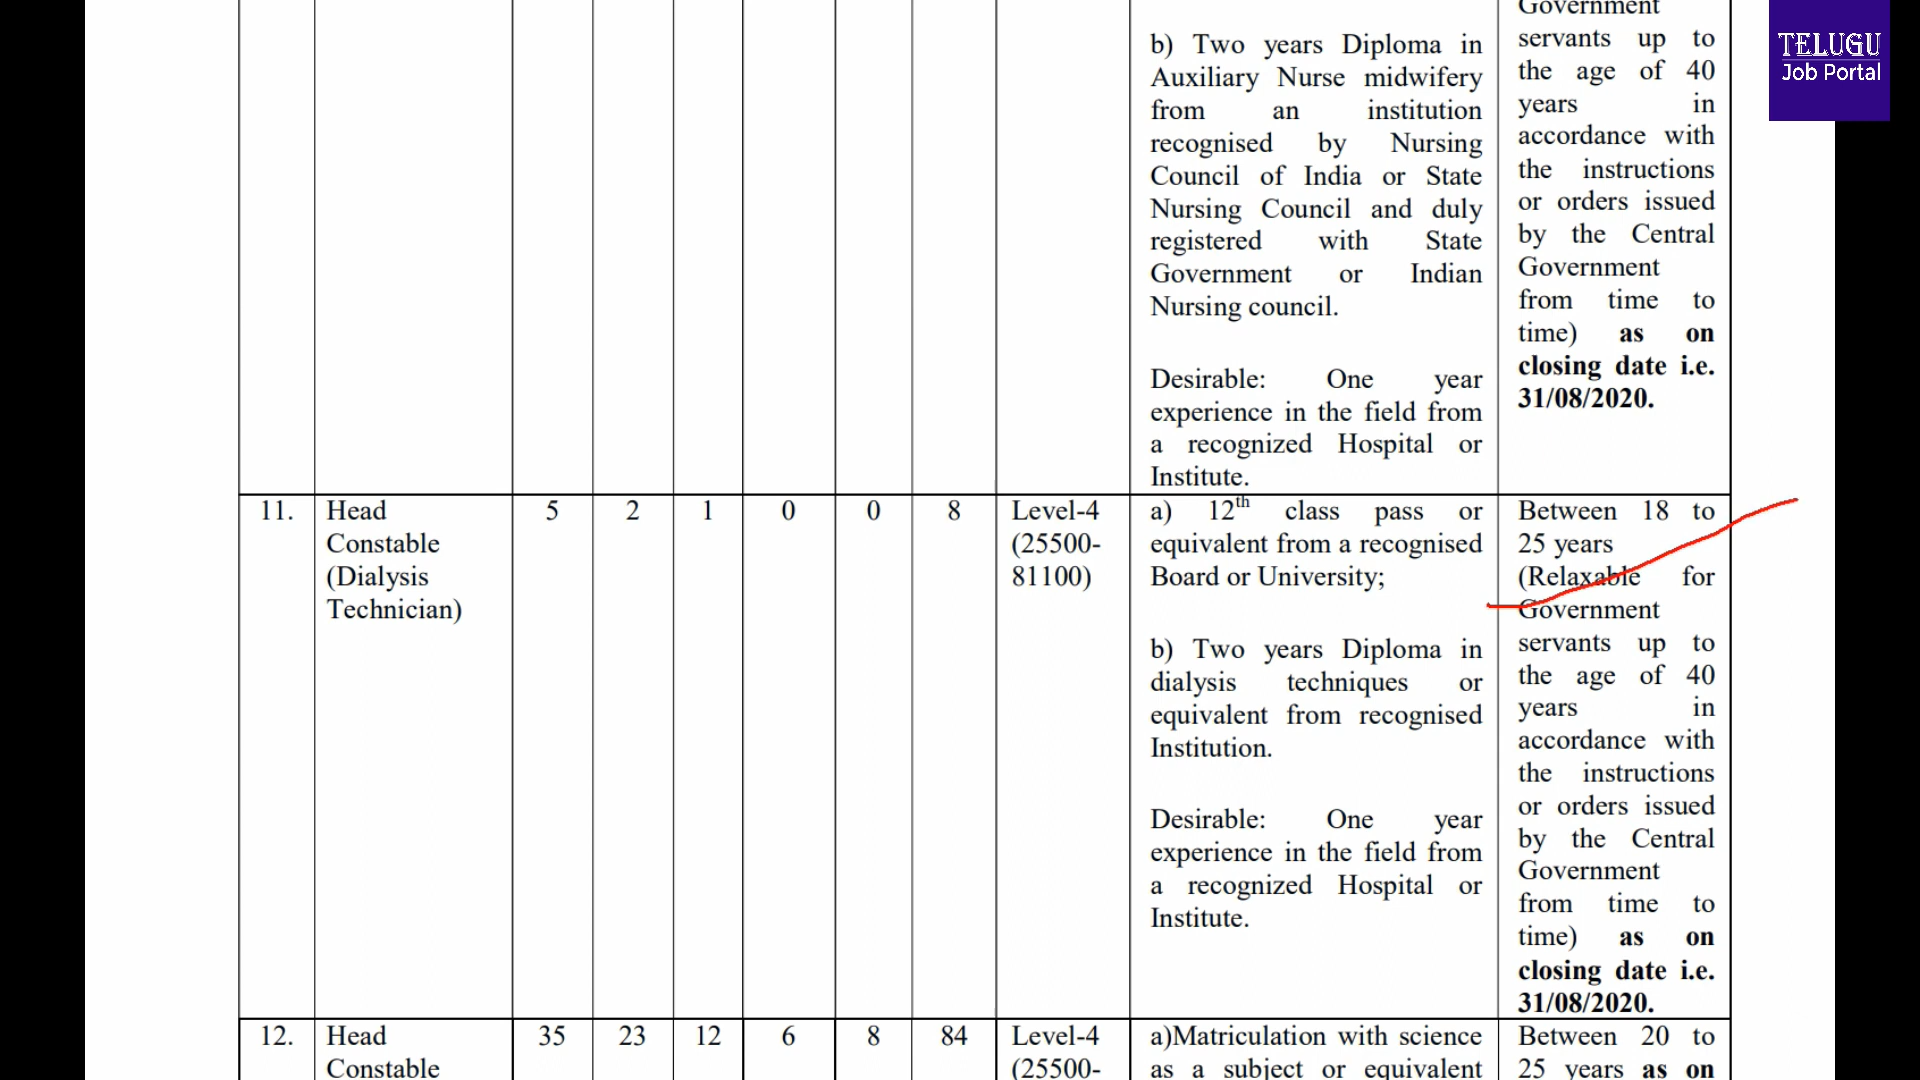 Government
b) Two years Diploma in
Auxiliary Nurse midwifery
from an institution
recognised by Nursing
Council of India or State
Nursing Council and duly
registered with State
Government or Indian
Nursing council.
Desirable: One year
experience in the field from
a recognized Hospital or
Institute.
servants up to
the age of 40
years in
accordance with
the instructions
or orders issued
by the Central
Government
from time to
time) as on
closing date i.e.
31/08/2020.
TELUGU
Job Portal
11.
Head
Constable
(Dialysis
Technician)
5 2 1 0 0 8
Level-4
(25500-
81100)
a) 12th class pass or
equivalent from a recognised
Board or University;
b) Two years Diploma in
dialysis techniques or
equivalent from recognised
Institution.
Desirable: One year
experience in the field from
a recognized Hospital or
Institute.
Between 18 to
25 years
(Relaxable for
Government
servants up to
the age of 40
years in
accordance with
the instructions
or orders issued
by the Central
Government
from time to
time) as on
closing date i.e.
31/08/2020.
12.
Head
Constable
35 23 12 6 8 84
Level-4
(25500-
a)Matriculation with science
as a subject or equivalent
Between 20 to
25 years as on